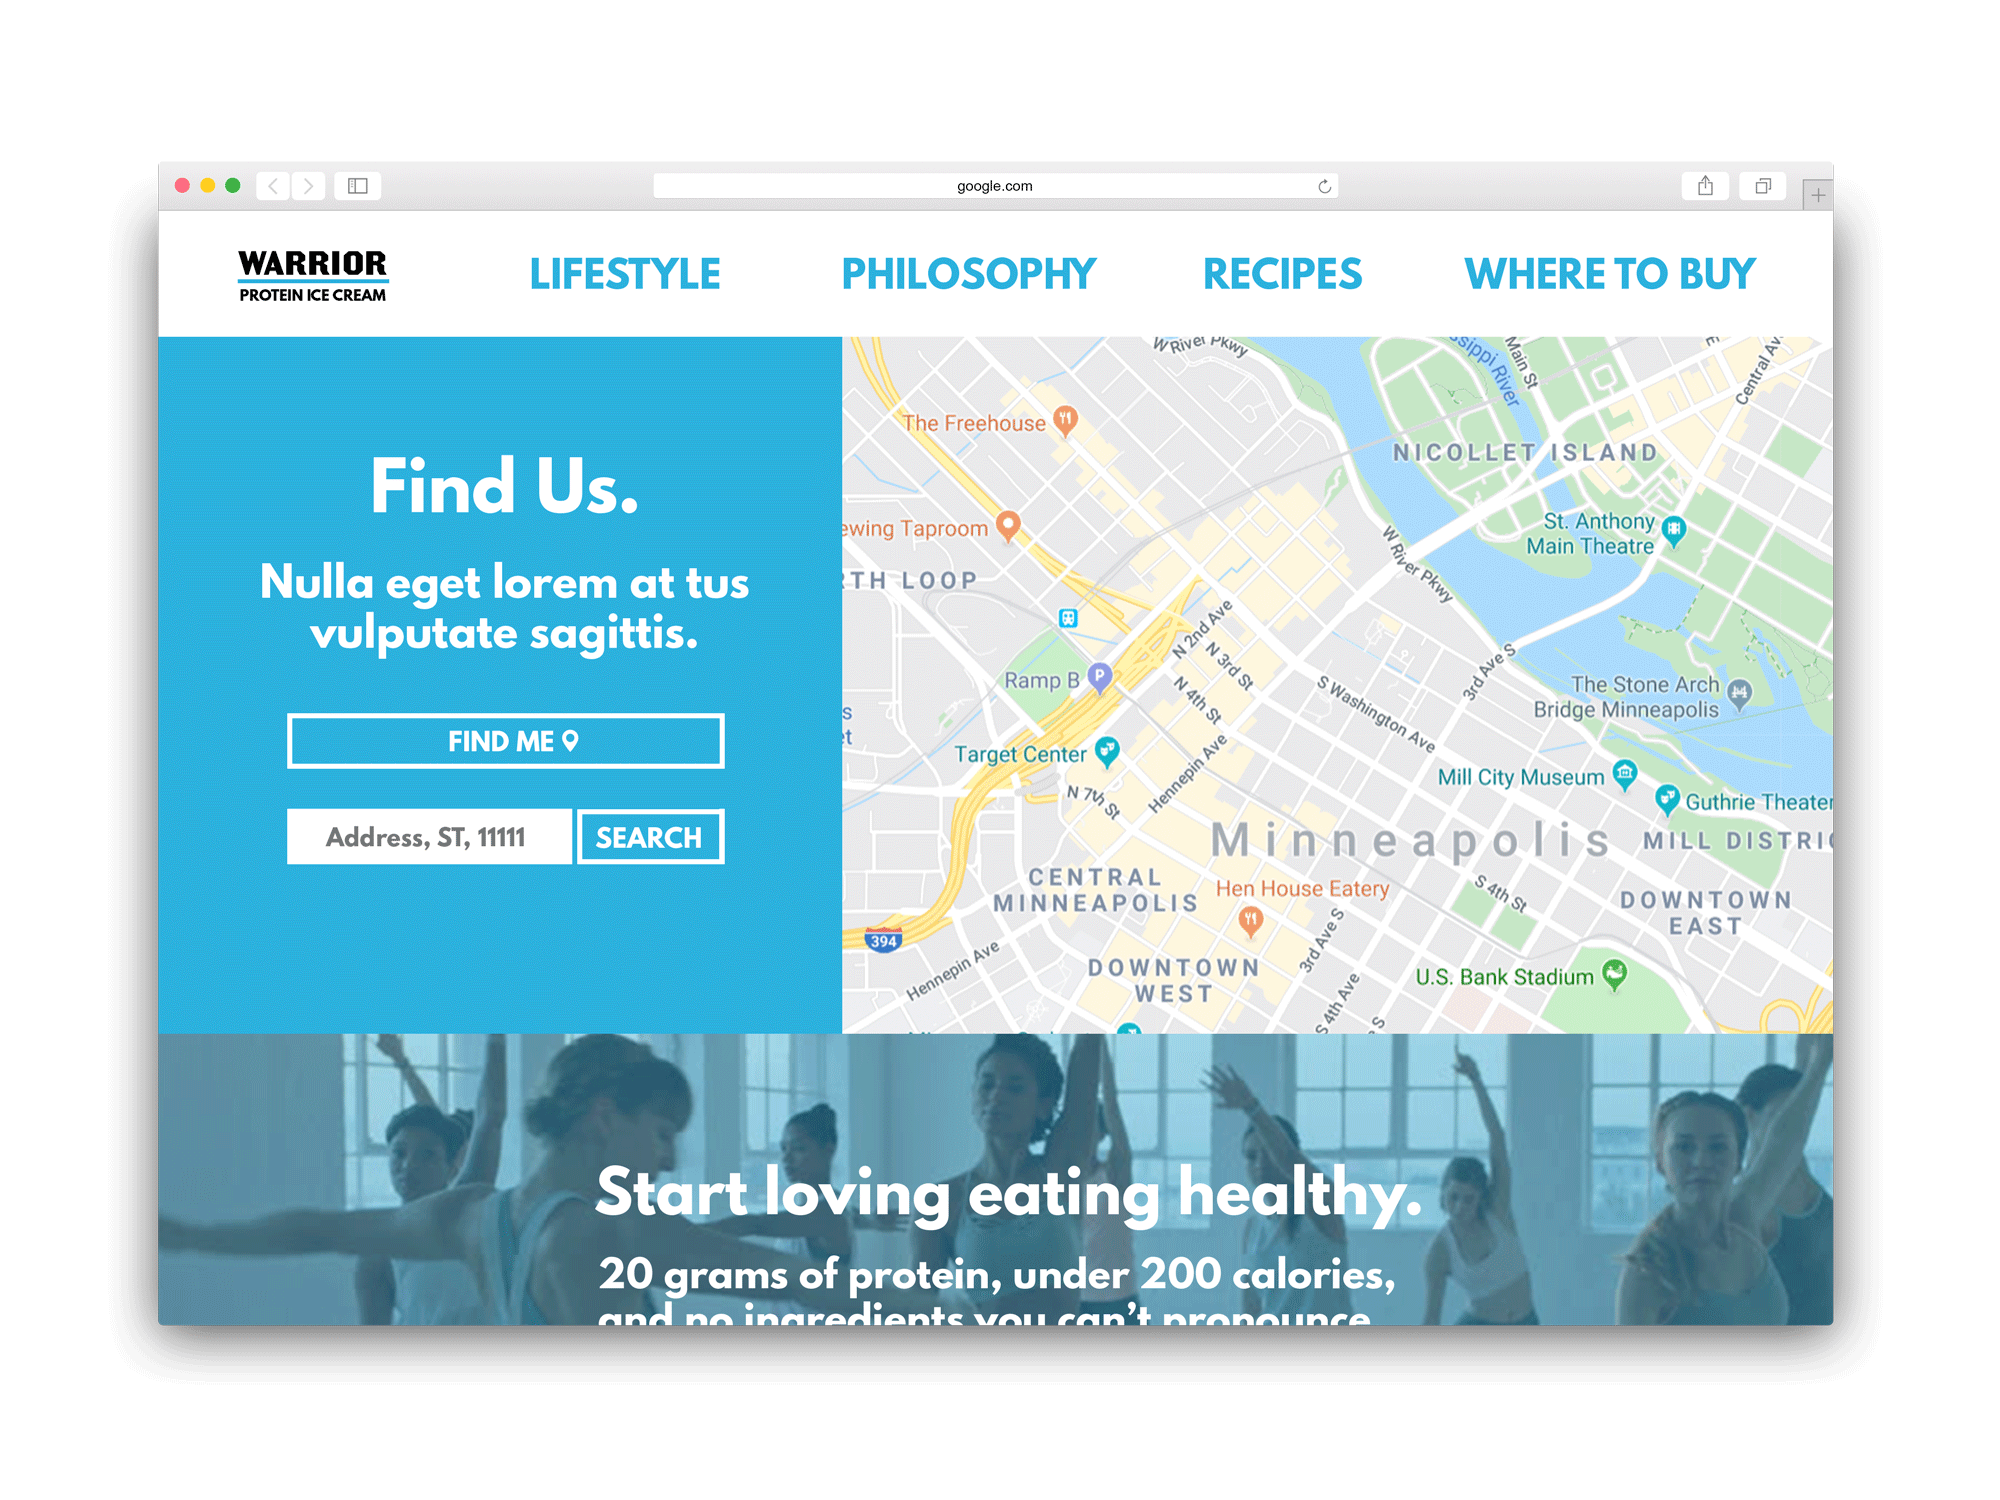 google.com
WARRIOR
PROTEIN ICE CREAM
LIFESTYLE
PHILOSOPHY
RECIPES
WHERE TO BUY
Find Us.
Nulla eget lorem at tus
vulputate sagittis.
FIND ME
Address, ST, 11111
SEARCH
W River Pkwy
Main St
River
Central Av
The Freehouse
NICOLLET ISLAND
St. Anthony
Main Theatre
Taproom
LOOP
W River Pkwy
N 2nd Ave
N 3rd St
N 4th St
3rd Ave S
Ramp B
P
S Washington Ave
The Stone Arch
Bridge Minneapolis
Target Center
Hennepin Ave
N 7th St
Mill City Museum
Guthrie Theater
Minneapolis
MILL
CENTRAL
MINNEAPOLIS
Hen House Eatery
S 4th St
DOWNTOWN
EAST
394
Hennepin Ave
3rd Ave S
DOWNTOWN
WEST
U.S. Bank Stadium
S 4th Ave
S
Start loving eating healthy.
20 grams of protein, under 200 calories,
and no ingredients you can't pronounce